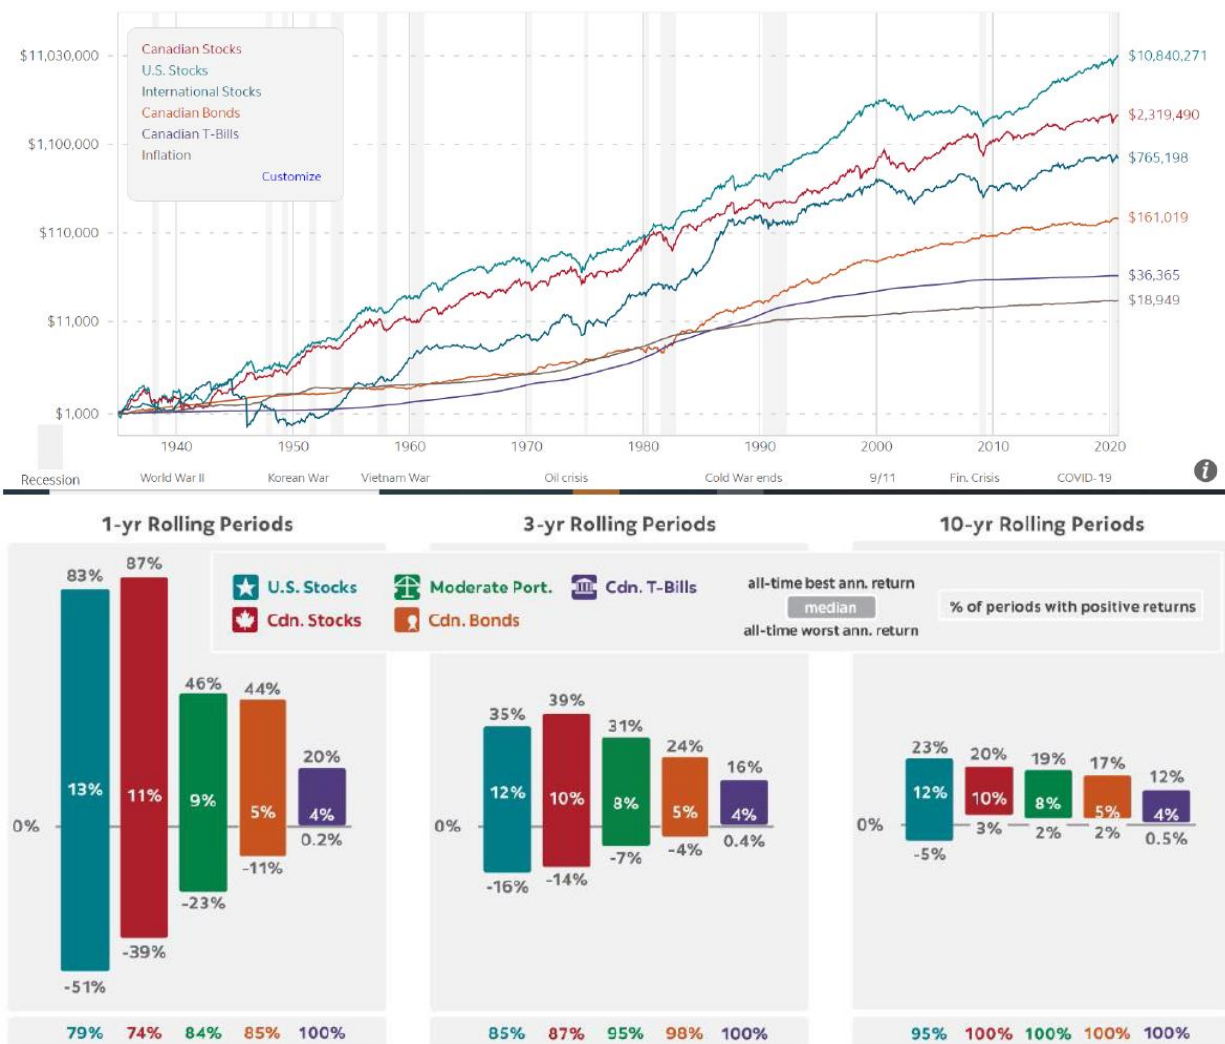 $11,030,000
$1,100,000
$110,000
$11,000
$1,000
Canadian Stocks
U.S. Stocks
International Stocks
Canadian Bonds
Canadian T-Bills
Inflation
Customize
$10,840,271
$2,319,490
$765,198
$161,019
$36,365
$18,949
1940 1950 1960 1970 1980 1990 2000 2010 2020
Recession World War II Korean War Vietnam War Oil crisis Cold War ends 9/11 Fin. Crisis COVID-19 i
1-yr Rolling Periods 3-yr Rolling Periods 10-yr Rolling Periods
U.S. Stocks Moderate Port. Cdn. T-Bills
Cdn. Stocks Cdn. Bonds
all-time best ann. return
median
all-time worst ann. return
% of periods with positive returns
83% 87% 46% 44% 20%
13% 11% 9% 5% 4%
0%
-51% -39% -23% -11% 0.2%
79% 74% 84% 85% 100%
35% 39% 31% 24% 16%
12% 10% 8% 5% 4%
0%
-16% -14% -7% -4% 0.4%
85% 87% 95% 98% 100%
23% 20% 19% 17% 12%
12% 10% 8% 5% 4%
0%
-5% 3% 2% 2% 0.5%
95% 100% 100% 100% 100%